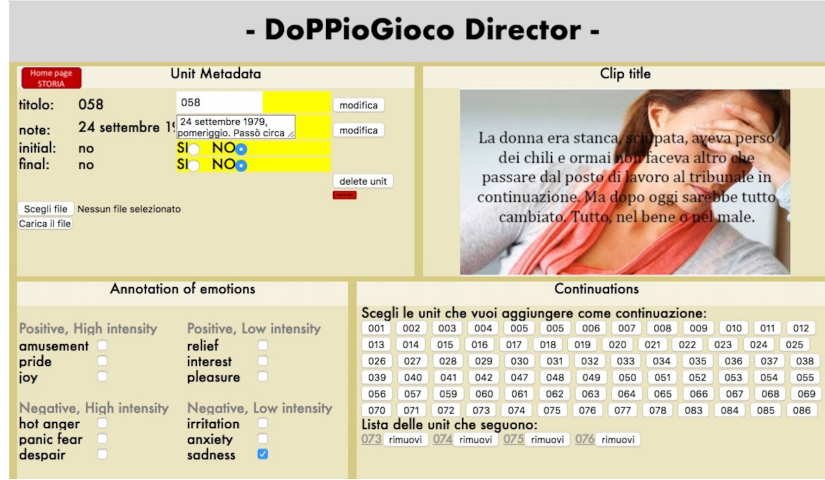 - DoPPioGioco Director -
Home page
STORIA
Unit Metadata
titolo: 058 058 modifica
note: 24 settembre 19 24 settembre 1979,
pomeriggio. Passò circa modifica
initial: no SI NO
final: no SI NO
delete unit
Scegli file Nessun file selezionato
Carica il file
Clip title
La donna era stanca, sciupata, aveva perso
dei chili e ormai non faceva altro che
passare dal posto di lavoro al tribunale in
continuazione. Ma dopo oggi sarebbe tutto
cambiato. Tutto, nel bene o nel male.
Annotation of emotions
Positive, High intensity Positive, Low intensity
amusement relief
pride interest
joy pleasure
Negative, High intensity Negative, Low intensity
hot anger irritation
panic fear anxiety
despair sadness
Continuations
Scegli le unit che vuoi aggiungere come continuazione:
001 002 003 004 005 005 006 007 008 009 010 011 012
013 014 015 016 017 018 019 020 021 022 023 024 025
026 027 028 029 030 031 032 033 034 035 036 037 038
039 040 041 042 047 048 049 050 051 052 053 054 055
056 057 059 060 061 062 063 064 065 066 067 068 069
070 071 072 073 074 075 076 077 078 083 084 085 086
Lista delle unit che seguono:
073 rimuovi 074 rimuovi 075 rimuovi 076 rimuovi